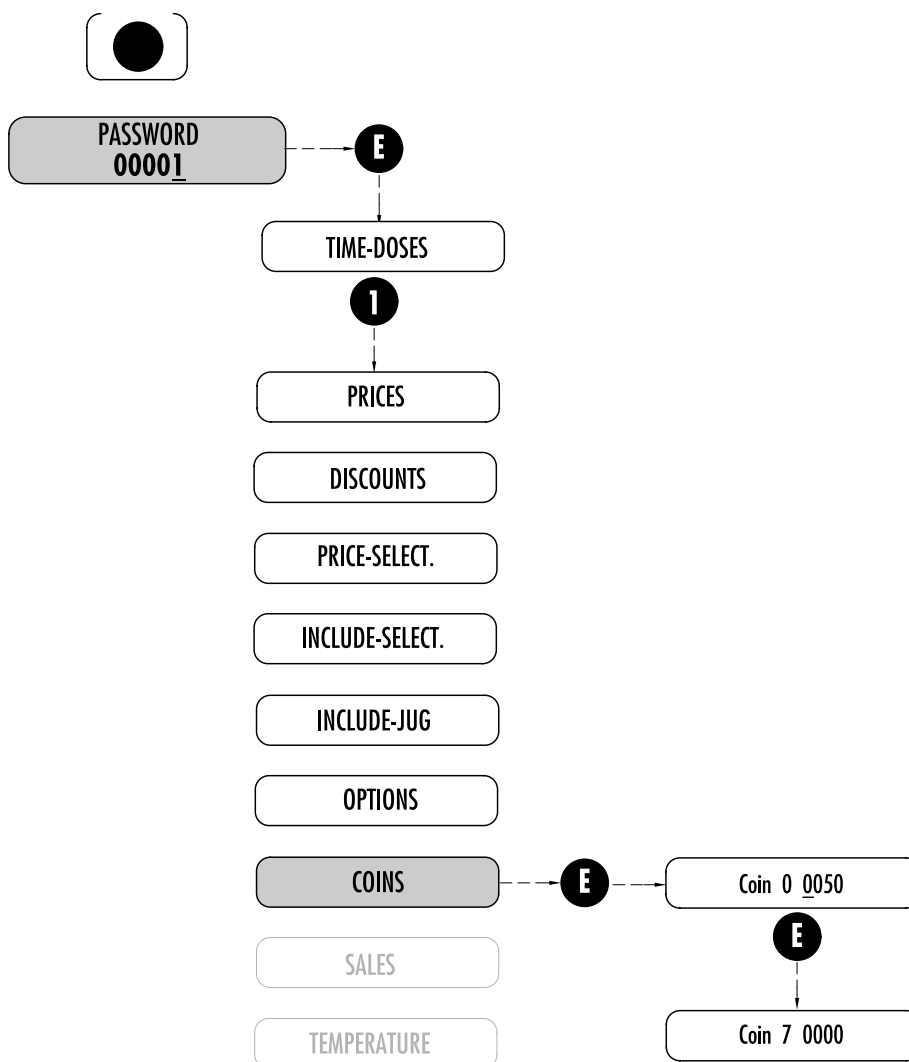 PASSWORD
00001
E
TIME-DOSES
1
PRICES
DISCOUNTS
PRICE-SELECT.
INCLUDE-SELECT.
INCLUDE-JUG
OPTIONS
COINS
E
Coin 0 0050
E
SALES
Coin 7 0000
TEMPERATURE